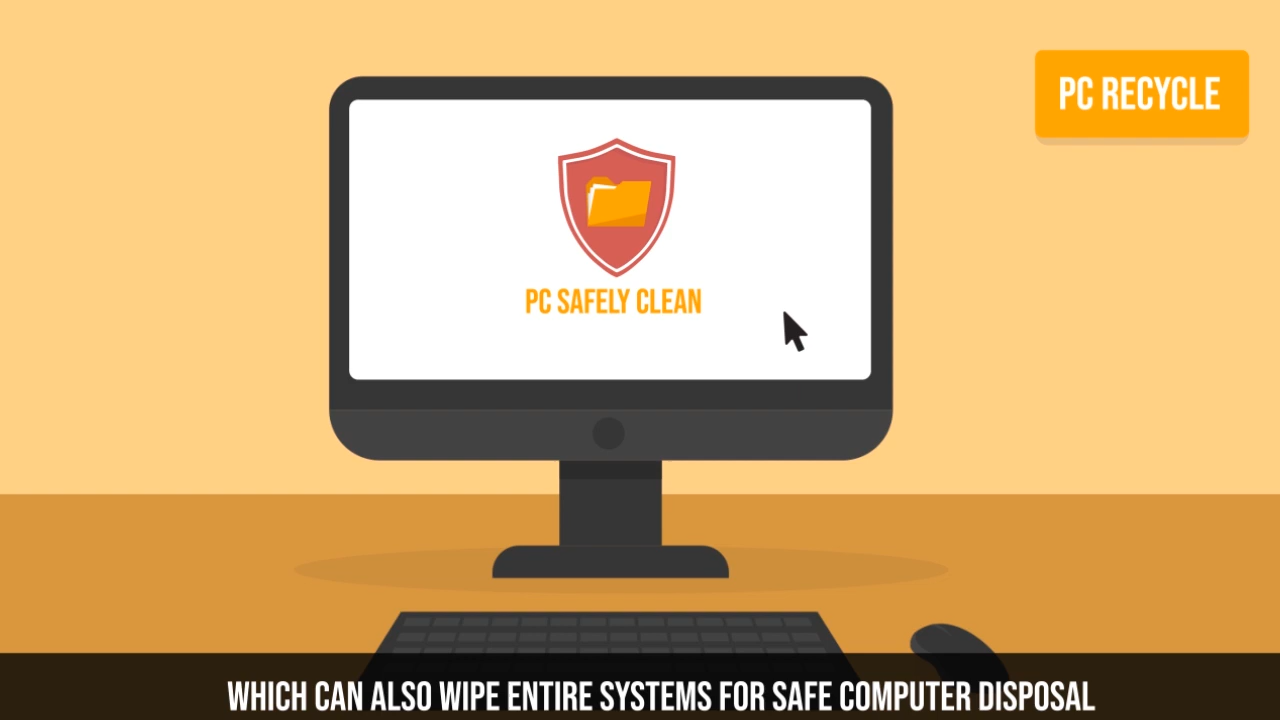 PC RECYCLE
PC SAFELY CLEAN
WHICH CAN ALSO WIPE ENTIRE SYSTEMS FOR SAFE COMPUTER DISPOSAL